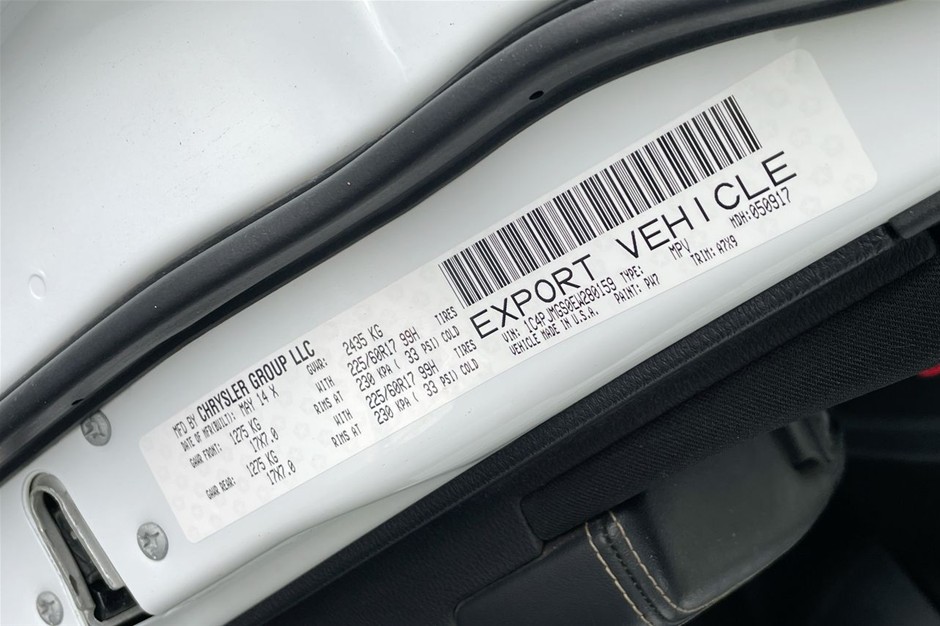 MFD BY CHRYSLER GROUP LLC
DATE OF MFR/BUILT: MAY 14 X
GVWR: 2435 KG
GAWR FRONT: 1275 KG WITH 225/60R17 99H TIRES
17X7.0 RIMS AT 230 KPA ( 33 PSI) COLD
GAWR REAR: 1275 KG WITH 225/60R17 99H TIRES
17X7.0 RIMS AT 230 KPA ( 33 PSI) COLD
EXPORT VEHICLE
VIN: 1C4PJMGS0EW280159 TYPE: MPV MDH:050917
VEHICLE MADE IN U.S.A. PAINT: PW7 TRIM: A7X9